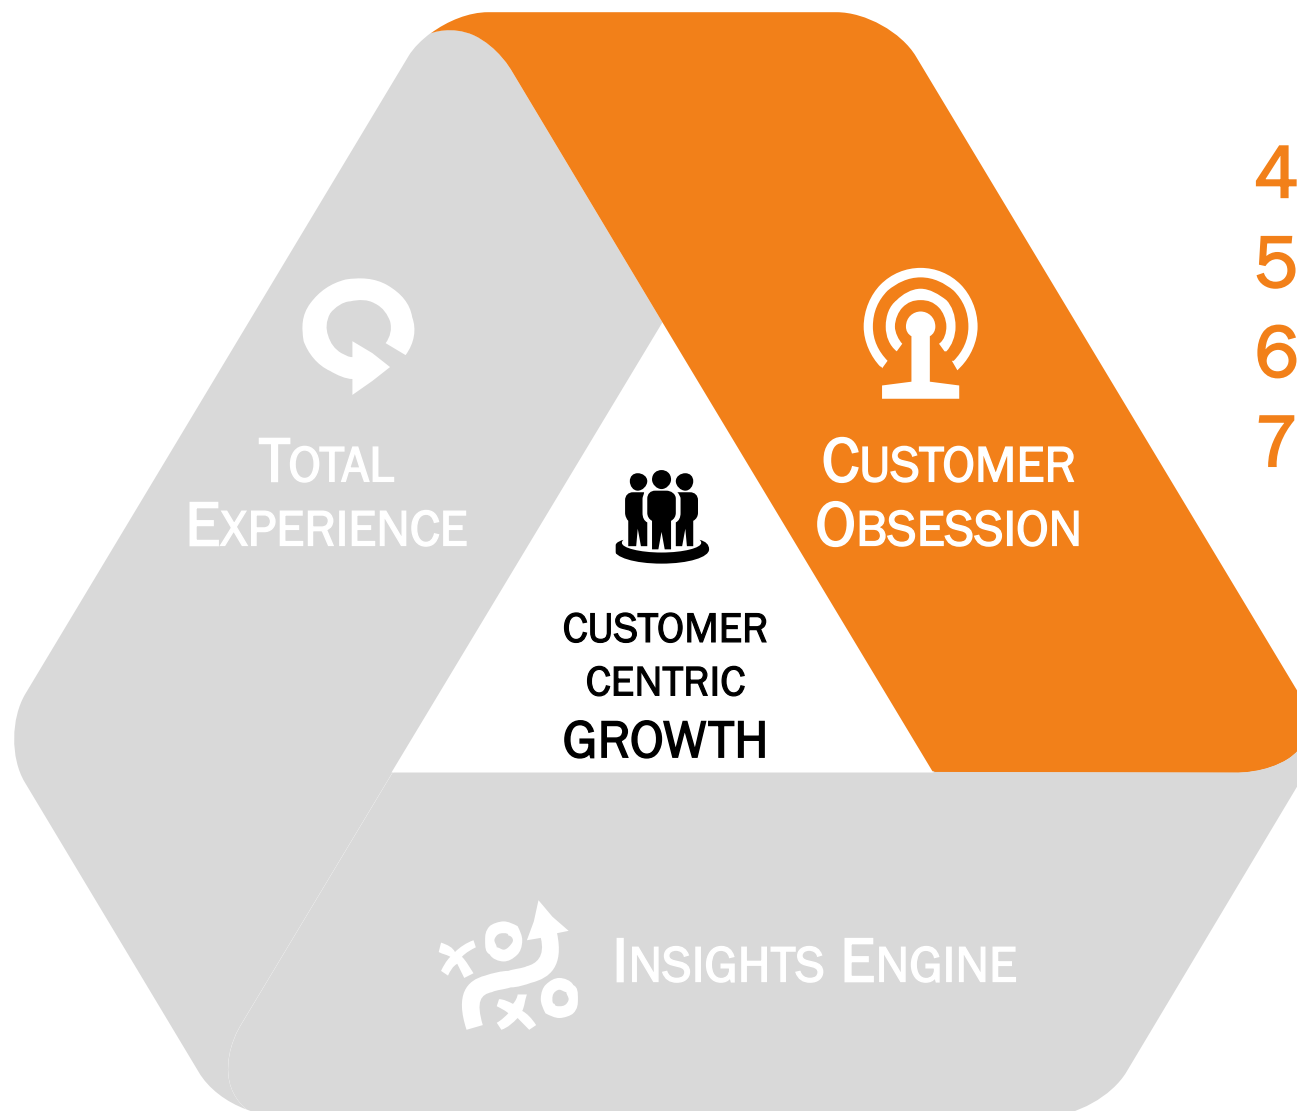 4
5
6
7
TOTAL
EXPERIENCE
CUSTOMER
OBSESSION
CUSTOMER
CENTRIC
GROWTH
INSIGHTS ENGINE